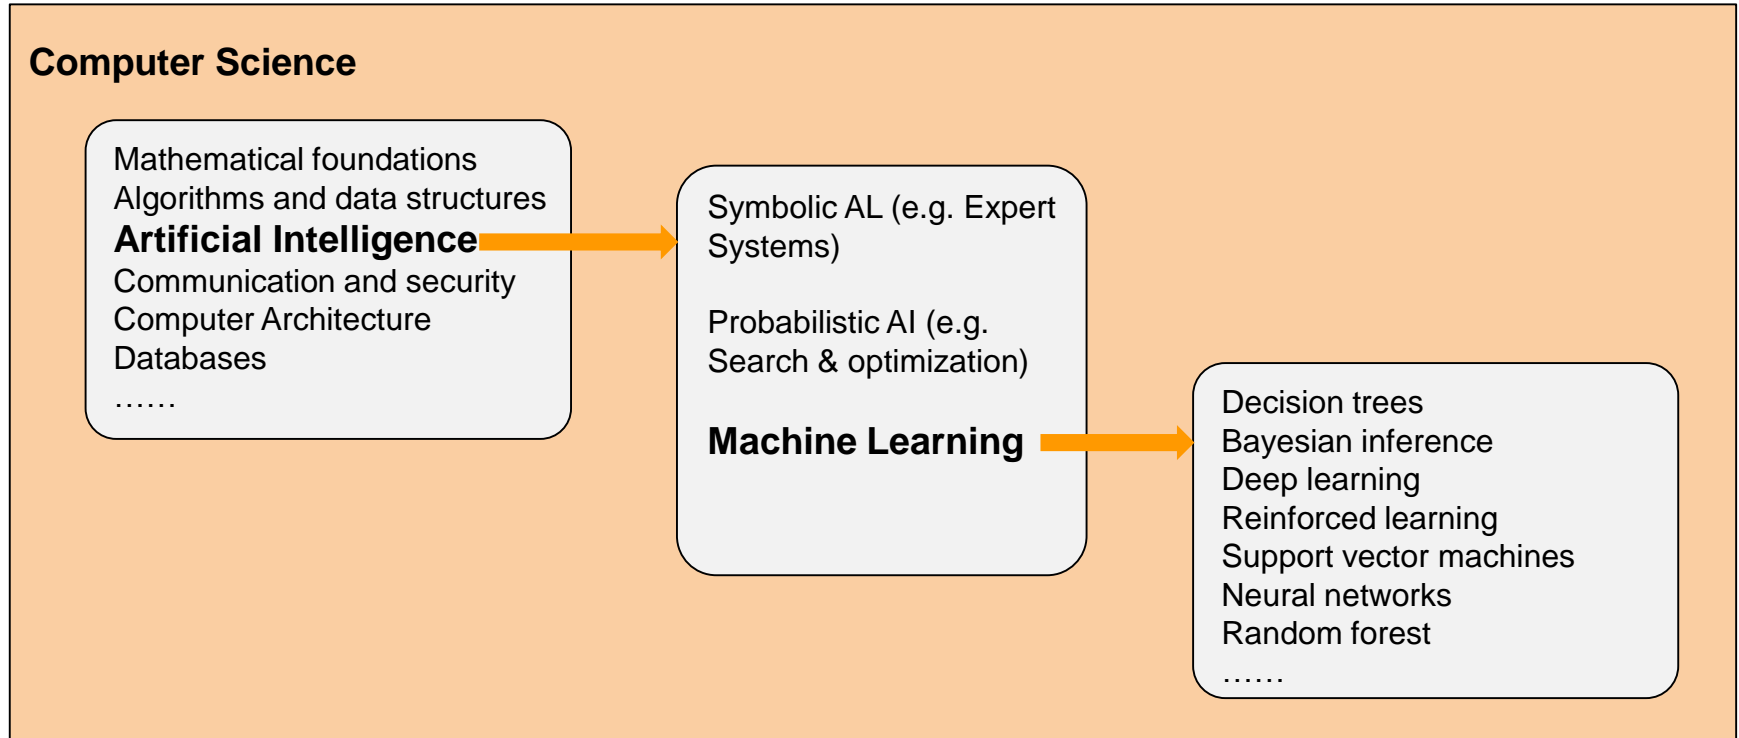 Computer Science
Mathematical foundations
Algorithms and data structures
Artificial Intelligence
Communication and security
Computer Architecture
Databases
……
Symbolic AL (e.g. Expert
Systems)
Probabilistic AI (e.g.
Search & optimization)
Machine Learning
Decision trees
Bayesian inference
Deep learning
Reinforced learning
Support vector machines
Neural networks
Random forest
……